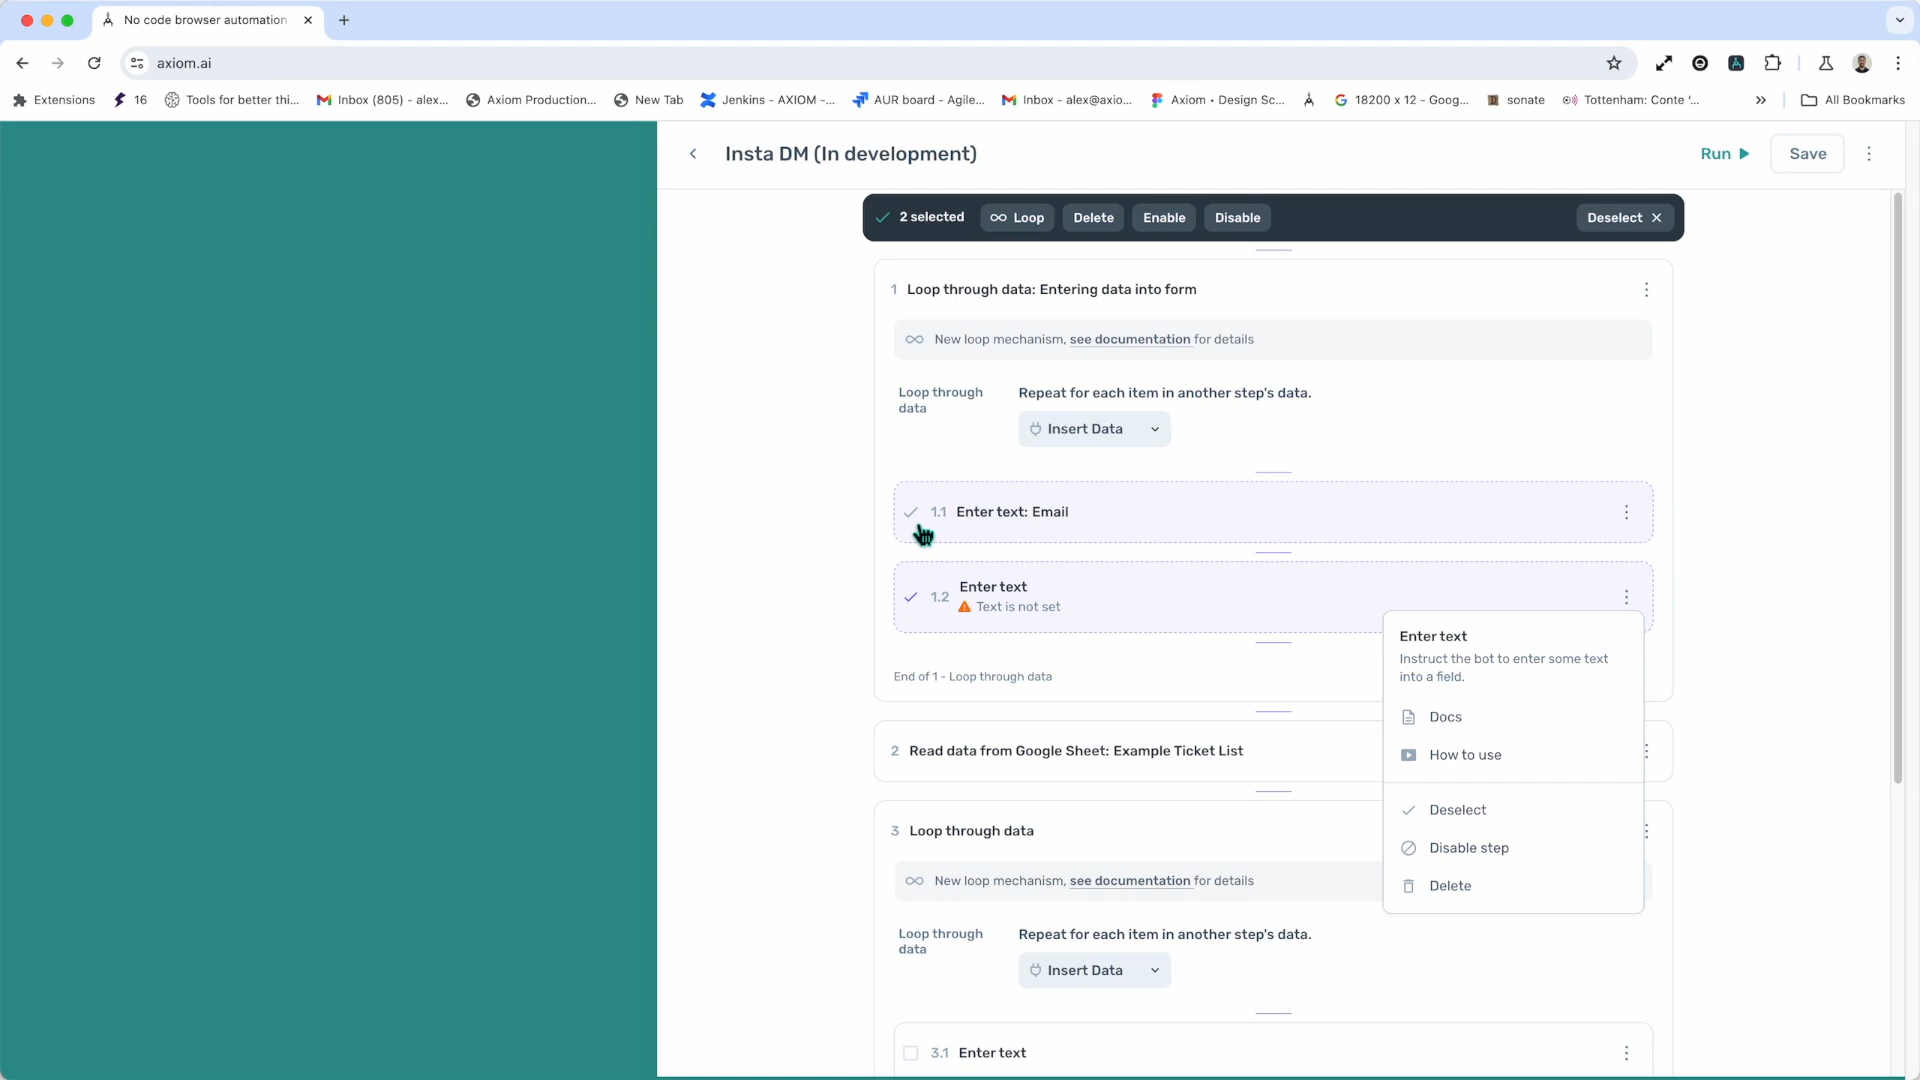 No code browser automation
axiom.ai
Extensions
16
Tools for better thi...
Inbox (805) - alex...
Axiom Production...
New Tab
Jenkins - AXIOM -...
AUR board - Agile...
Inbox - alex@axio...
Axiom • Design Sc...
18200 x 12 - Goog...
sonate
Tottenham: Conte '...
All Bookmarks
Insta DM (In development)
Run
Save
2 selected
Loop
Delete
Enable
Disable
Deselect
1 Loop through data: Entering data into form
New loop mechanism, see documentation for details
Loop through
data
Repeat for each item in another step's data.
Insert Data
1.1 Enter text: Email
1.2 Enter text
Text is not set
Enter text
Instruct the bot to enter some text
into a field.
Docs
How to use
Deselect
Disable step
Delete
End of 1 - Loop through data
2 Read data from Google Sheet: Example Ticket List
3 Loop through data
New loop mechanism, see documentation for details
Loop through
data
Repeat for each item in another step's data.
Insert Data
3.1 Enter text